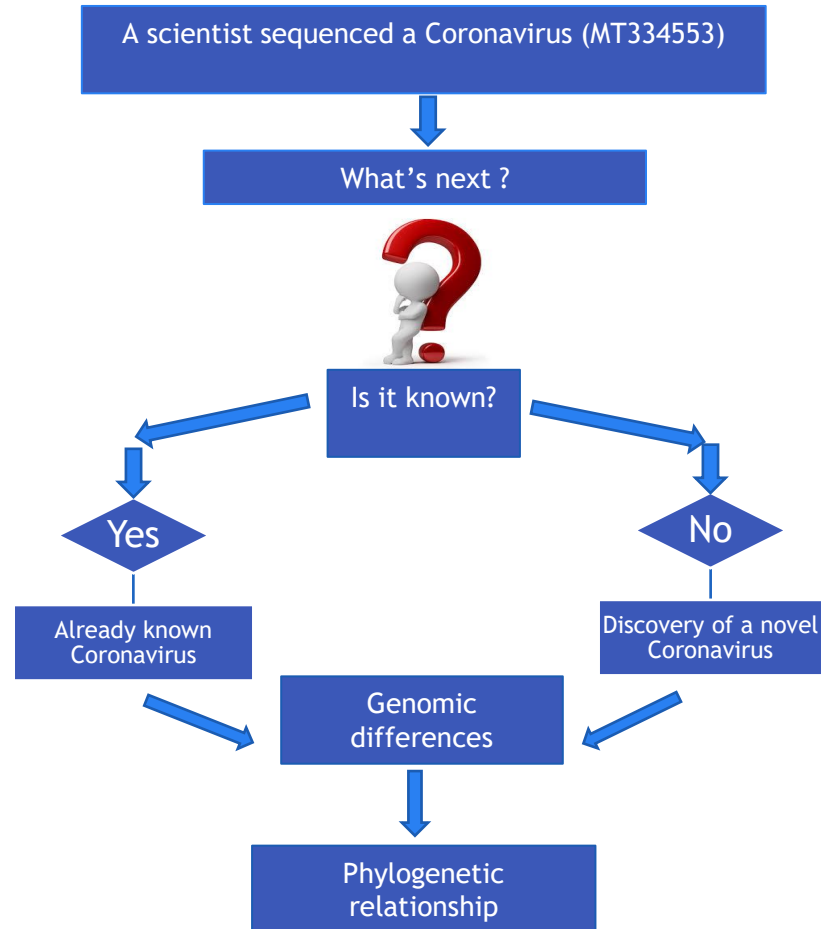 A scientist sequenced a Coronavirus (MT334553)
What's next ?
Is it known?
Yes
No
Already known
Coronavirus
Discovery of a novel
Coronavirus
Genomic
differences
Phylogenetic
relationship